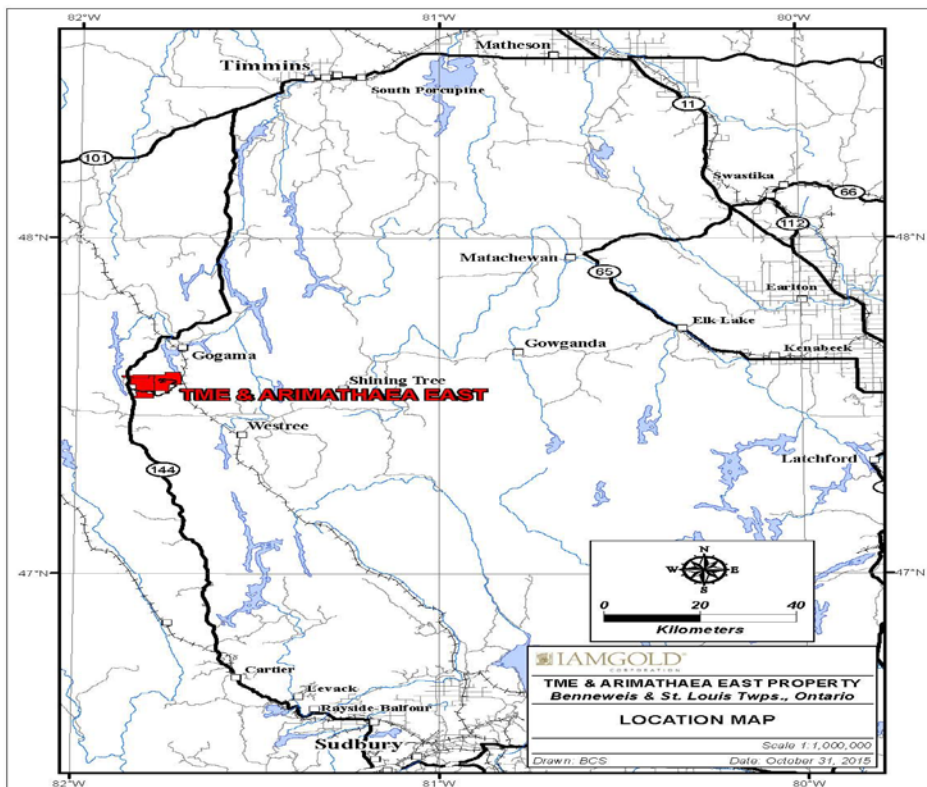 82°W 81°W 80°W
Matheson
Timmins
South Porcupine
11
101
Swastika
66
112
48°N 48°N
Matachewan
65
Earlton
Elk Lake
Gogama
Gowganda
Kenabeek
Shining Tree
TME & ARIMATHAEA EAST
Westree
144
Latchford
47°N 47°N
N
W E
S
0 20 40
Kilometers
Cartier
Levack
Rayside-Balfour
Sudbury
IAMGOLD
CORPORATION
TME & ARIMATHAEA EAST PROPERTY
Benneweis & St. Louis Twps., Ontario
LOCATION MAP
Scale 1:1,000,000
Drawn: BCS Date: October 31, 2015
82°W 81°W 80°W